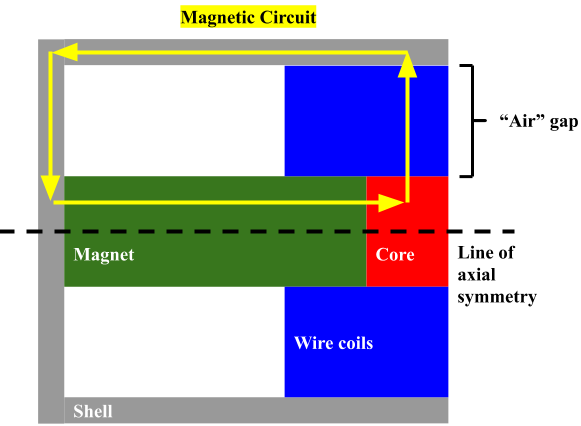 Magnetic Circuit
“Air” gap
Magnet
Core
Line of
axial
symmetry
Wire coils
Shell